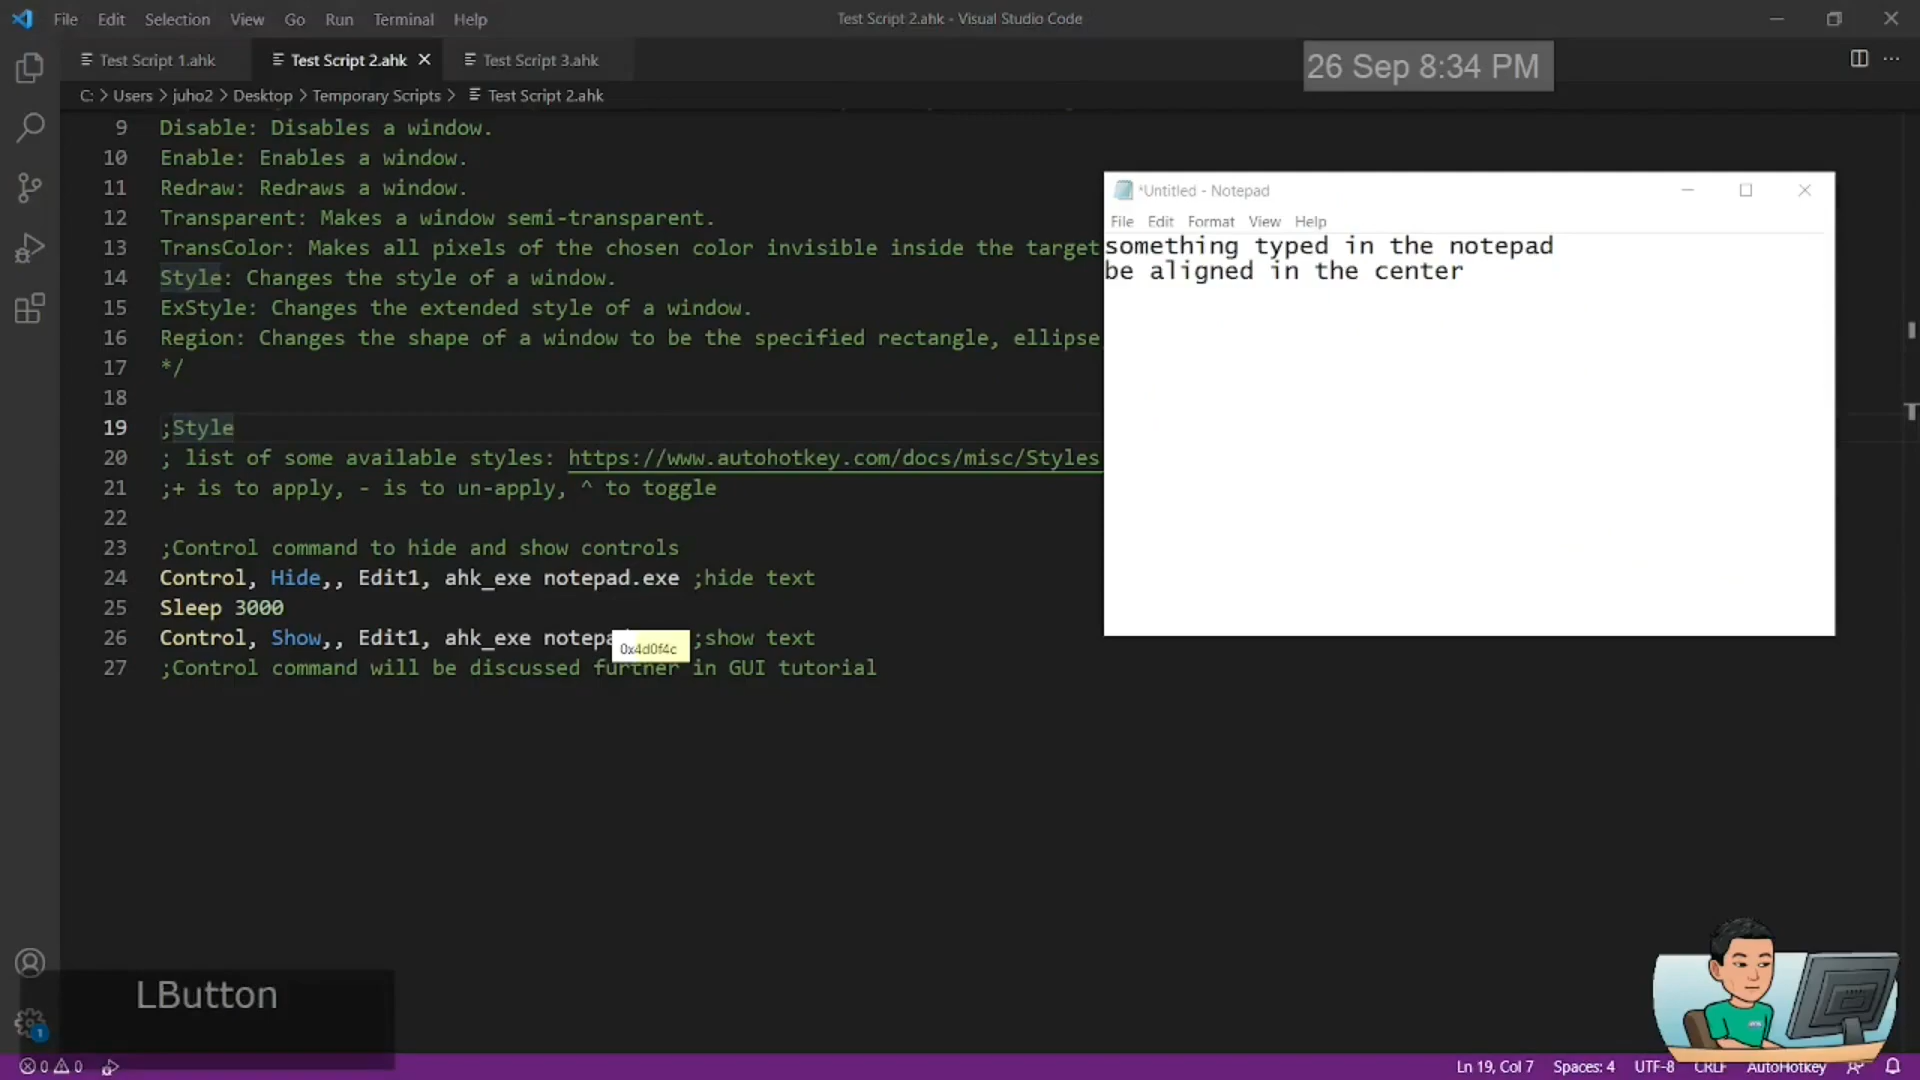 File Edit Selection View Go Run Terminal Help
Test Script 2.ahk - Visual Studio Code
Test Script 1.ahk
Test Script 2.ahk
Test Script 3.ahk
26 Sep 8:34 PM
C: > Users > juho2 > Desktop > Temporary Scripts > Test Script 2.ahk
9 Disable: Disables a window.
10 Enable: Enables a window.
11 Redraw: Redraws a window.
12 Transparent: Makes a window semi-transparent.
13 TransColor: Makes all pixels of the chosen color invisible inside the target
14 Style: Changes the style of a window.
15 ExStyle: Changes the extended style of a window.
16 Region: Changes the shape of a window to be the specified rectangle, ellipse
17 */
18
19 ;Style
20 ; list of some available styles: https://www.autohotkey.com/docs/misc/Styles
21 ;+ is to apply, - is to un-apply, ^ to toggle
22
23 ;Control command to hide and show controls
24 Control, Hide,, Edit1, ahk_exe notepad.exe ;hide text
25 Sleep 3000
26 Control, Show,, Edit1, ahk_exe notepa ;show text
0x4d0f4c
27 ;Control command will be discussed further in GUI tutorial
*Untitled - Notepad
File Edit Format View Help
something typed in the notepad
be aligned in the center
LButton
1
0 0
Ln 19, Col 7 Spaces: 4 UTF-8 CRLF AutoHotkey